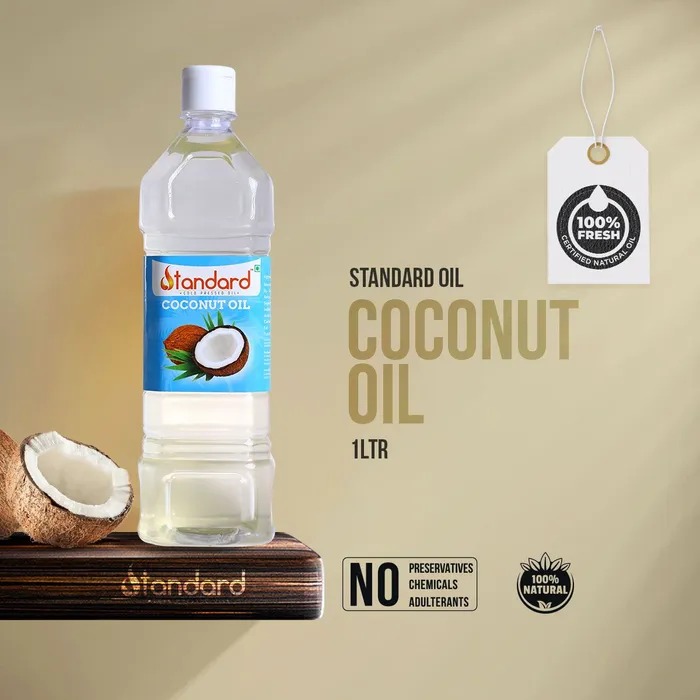 100%
FRESH
CERTIFIED NATURAL OIL
Standard
COLD PRESSED OIL
COCONUT OIL
STANDARD OIL
COCONUT
OIL
1LTR
Standard
NO PRESERVATIVES
CHEMICALS
ADULTERANTS
100%
NATURAL